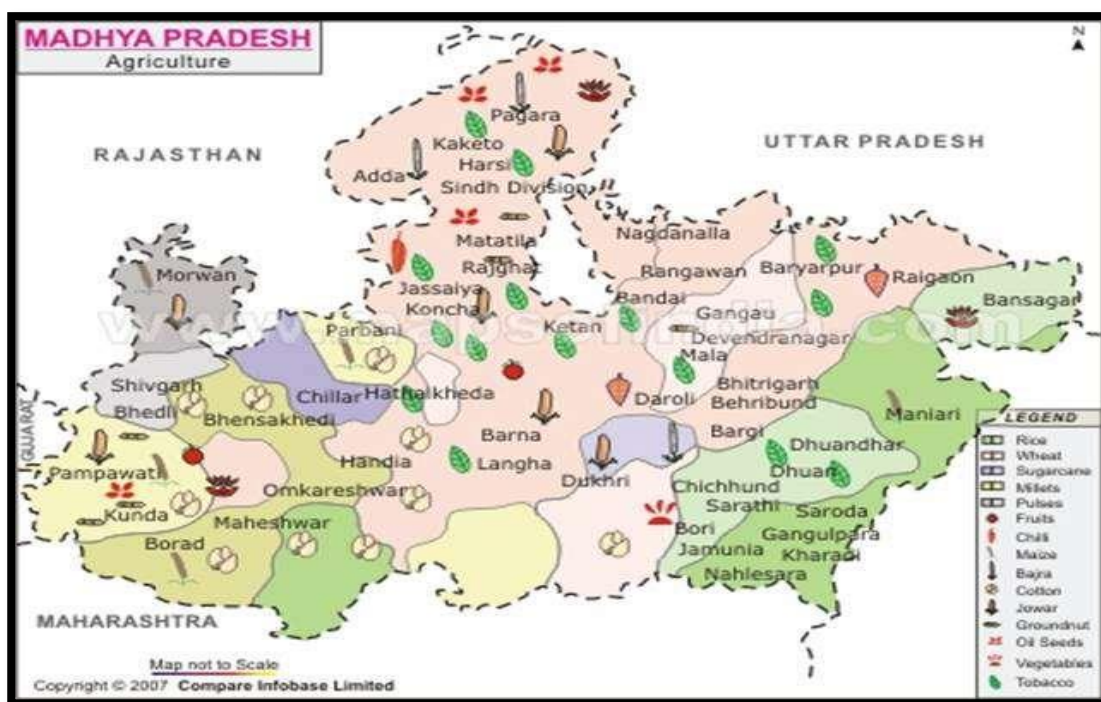 MADHYA PRADESH
Agriculture
N
RAJASTHAN
UTTAR PRADESH
Pagara
Kaketo
Harsi
Adda
Sindh Division
Matatila
Nagdanalla
Rajghat
Rangawan
Baryarpur
Raigaon
Morwan
Jassaiya
Koncha
Bandai
Gangau
Bansagar
www.mapsofindia.com
Parbani
Ketan
Devendranagar
Mala
Shivgarh
Chillar
Hathaikheda
Bhitrigarh
GUJARAT
Bhedli
Bhensakhedi
Daroli
Behribund
Maniari
Barna
Bargi
Dhuandhar
Pampawati
Handia
Langha
Dukhri
Dhuan
Omkareshwar
Chichhund
Kunda
Maheshwar
Sarathi
Saroda
Borad
Bori
Gangulpara
Jamunia
Kharadi
Nahlesara
MAHARASHTRA
LEGEND
Rice
Wheat
Sugarcane
Millets
Pulses
Fruits
Chilli
Maize
Bajra
Cotton
Jowar
Groundnut
Oil Seeds
Vegetables
Tobacco
Map not to Scale
Copyright © 2007 Compare Infobase Limited